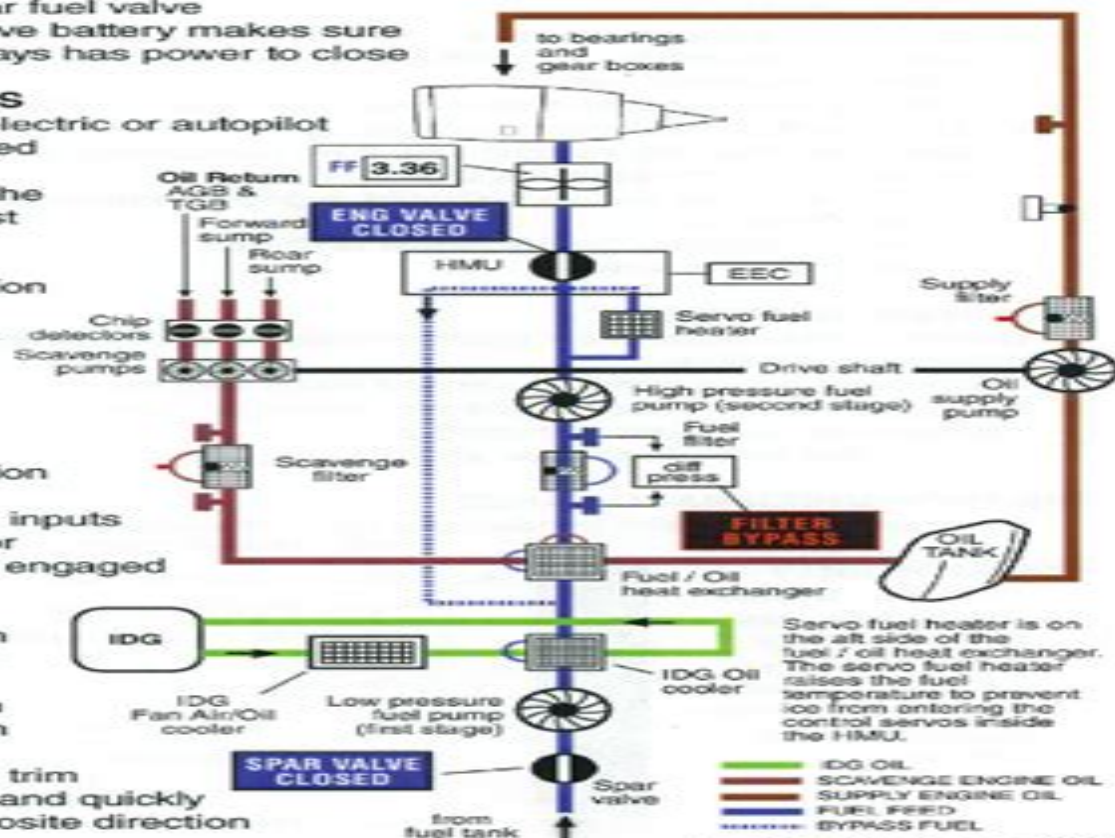 ar fuel valve
ve battery makes sure
ays has power to close
s
electric or autopilot
ed
he
st
ion
ion
inputs
or
engaged
n
n
n
trim
and quickly
osite direction
to bearings
and
gear boxes
FF 3.36
Oil Return
AGB &
TGB
Forward
sump
Rear
sump
ENG VALVE
CLOSED
HMU
EEC
Supply
filter
Chip
detectors
Servo fuel
heater
Scavenge
pumps
Drive shaft
High pressure fuel
pump (second stage)
Oil
supply
pump
Fuel
filter
Scavenge
filter
diff
press
FILTER
BYPASS
OIL
TANK
Fuel / Oil
heat exchanger
IDG
IDG Oil
cooler
IDG
Fan Air/Oil
cooler
Low pressure
fuel pump
(first stage)
Servo fuel heater is on
the aft side of the
fuel / oil heat exchanger.
The servo fuel heater
raises the fuel
temperature to prevent
ice from entering the
control servos inside
the HMU.
SPAR VALVE
CLOSED
Spar
valve
from
fuel tank
IDG OIL
SCAVENGE ENGINE OIL
SUPPLY ENGINE OIL
FUEL FEED
BYPASS FUEL